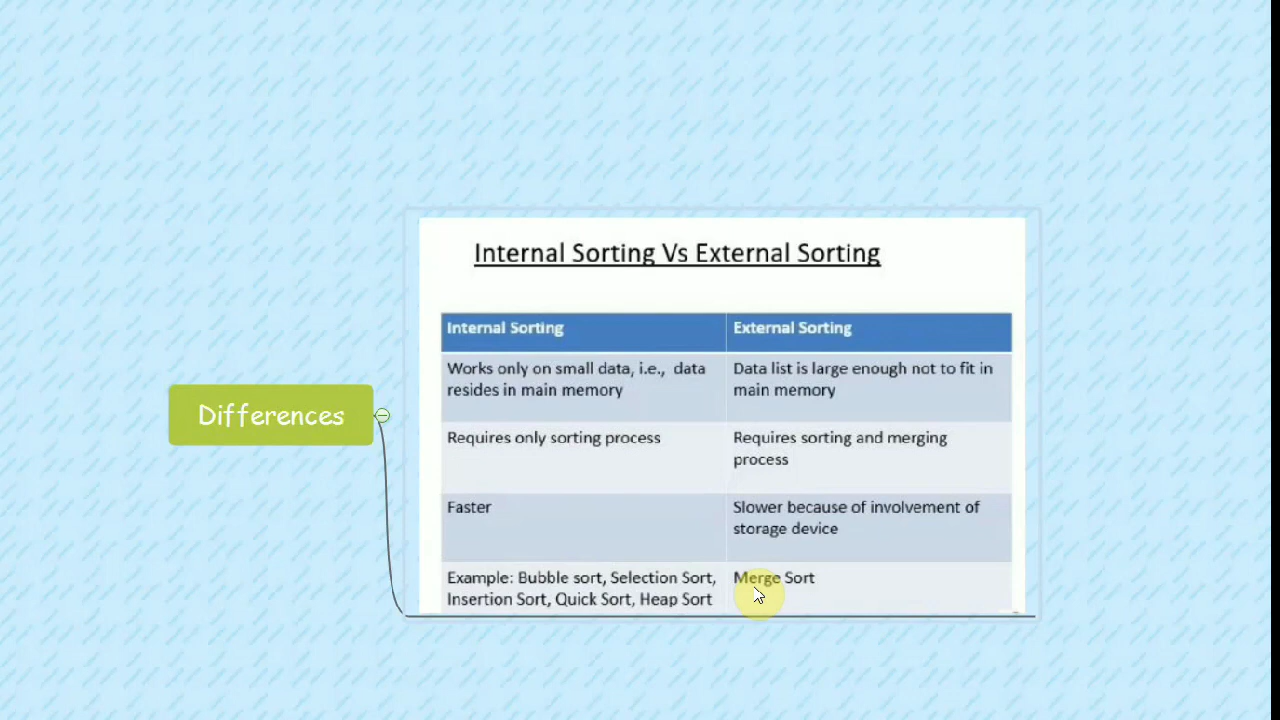 Internal Sorting Vs External Sorting
Internal Sorting
External Sorting
Works only on small data, i.e., data
resides in main memory
Data list is large enough not to fit in
main memory
Differences
Requires only sorting process
Requires sorting and merging
process
Faster
Slower because of involvement of
storage device
Example: Bubble sort, Selection Sort,
Insertion Sort, Quick Sort, Heap Sort
Merge Sort